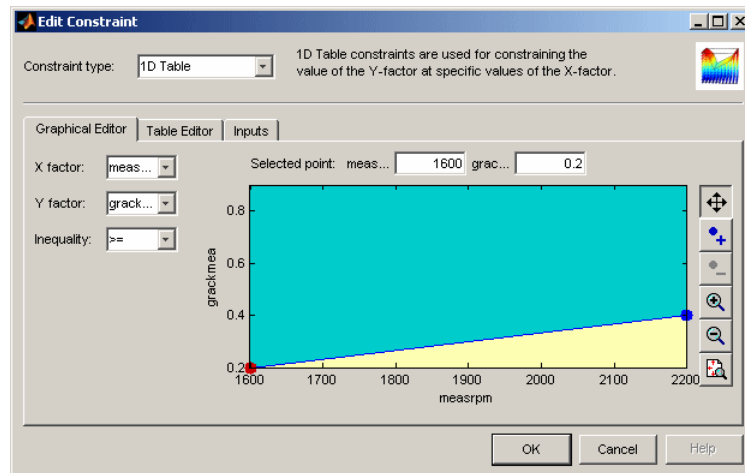 Edit Constraint
Constraint type:
1D Table
1D Table constraints are used for constraining the
value of the Y-factor at specific values of the X-factor.
Graphical Editor
Table Editor
Inputs
X factor:
meas...
Y factor:
grack...
Inequality:
>=
Selected point: meas... 1600 grac... 0.2
0.8
0.6
0.4
0.2
grackmea
1600 1700 1800 1900 2000 2100 2200
measrpm
OK
Cancel
Help